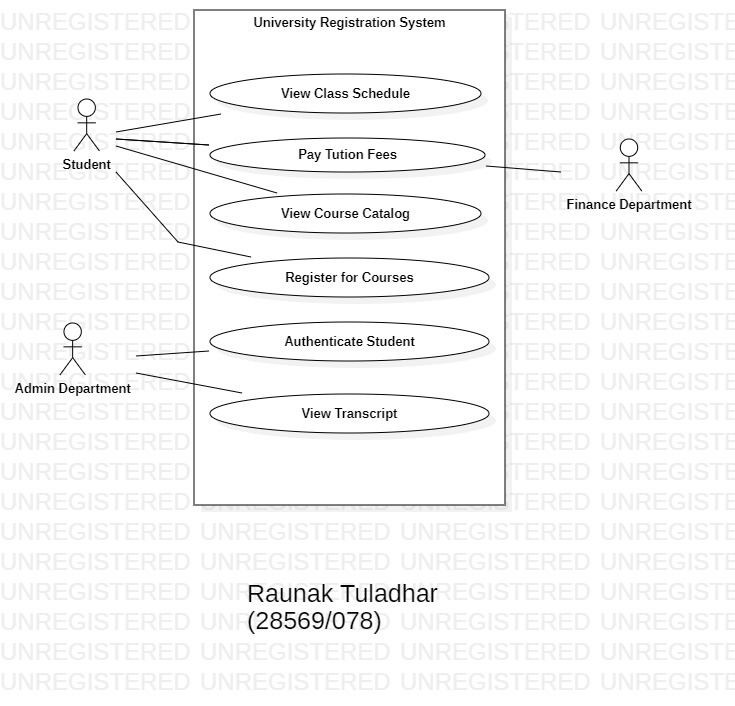 University Registration System
View Class Schedule
Student
Pay Tution Fees
Finance Department
View Course Catalog
Register for Courses
Authenticate Student
Admin Department
View Transcript
Raunak Tuladhar
(28569/078)
UNREGISTERED